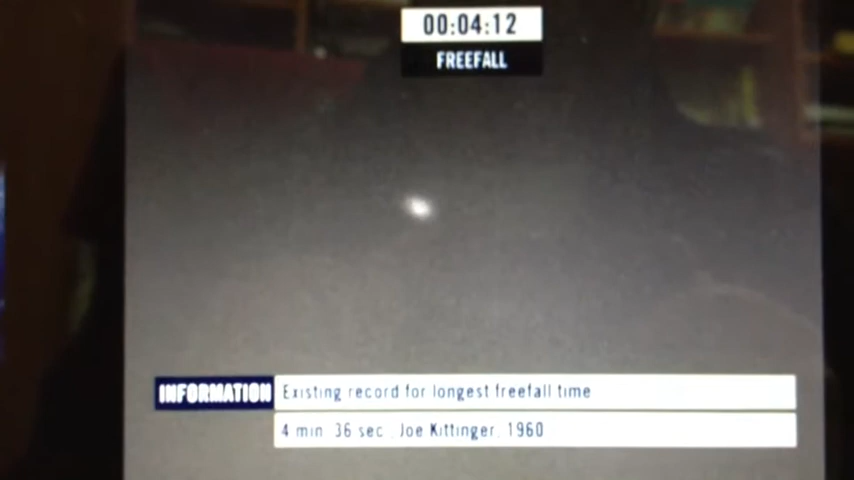 00:04:12
FREEFALL
INFORMATION Existing record for longest freefall time
4 min. 36 sec., Joe Kittinger, 1960